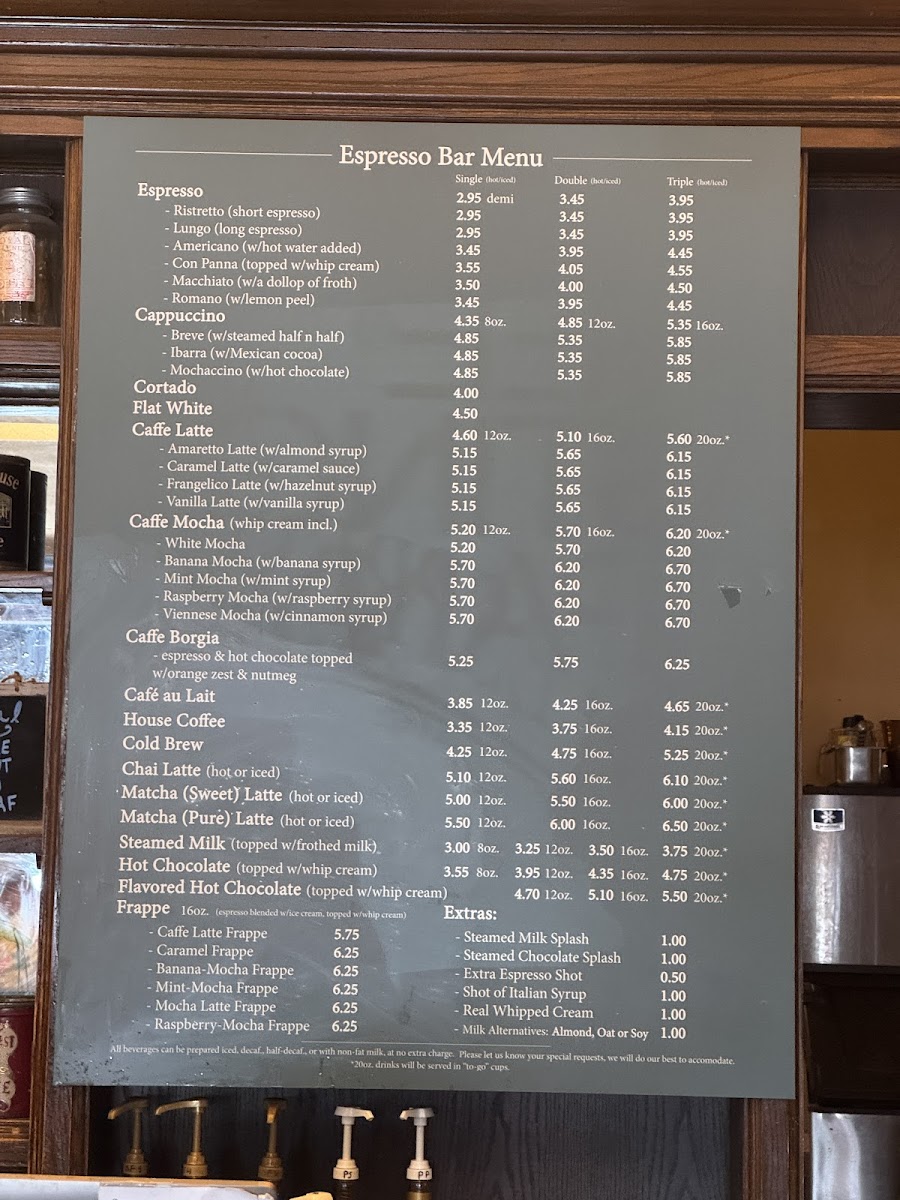 Espresso Bar Menu
Single (hot/iced) Double (hot/iced) Triple (hot/iced)
Espresso 2.95 demi 3.45 3.95
- Ristretto (short espresso) 2.95 3.45 3.95
- Lungo (long espresso) 2.95 3.45 3.95
- Americano (w/hot water added) 3.45 3.95 4.45
- Con Panna (topped w/whip cream) 3.55 4.05 4.55
- Macchiato (w/a dollop of froth) 3.50 4.00 4.50
- Romano (w/lemon peel) 3.45 3.95 4.45
Cappuccino 4.35 8oz. 4.85 12oz. 5.35 16oz.
- Breve (w/steamed half n half) 4.85 5.35 5.85
- Ibarra (w/Mexican cocoa) 4.85 5.35 5.85
- Mochaccino (w/hot chocolate) 4.85 5.35 5.85
Cortado 4.00
Flat White 4.50
Caffe Latte 4.60 12oz. 5.10 16oz. 5.60 20oz.*
- Amaretto Latte (w/almond syrup) 5.15 5.65 6.15
- Caramel Latte (w/caramel sauce) 5.15 5.65 6.15
- Frangelico Latte (w/hazelnut syrup) 5.15 5.65 6.15
- Vanilla Latte (w/vanilla syrup) 5.15 5.65 6.15
Caffe Mocha (whip cream incl.) 5.20 12oz. 5.70 16oz. 6.20 20oz.*
- White Mocha 5.20 5.70 6.20
- Banana Mocha (w/banana syrup) 5.70 6.20 6.70
- Mint Mocha (w/mint syrup) 5.70 6.20 6.70
- Raspberry Mocha (w/raspberry syrup) 5.70 6.20 6.70
- Viennese Mocha (w/cinnamon syrup) 5.70 6.20 6.70
Caffe Borgia
- espresso & hot chocolate topped 5.25 5.75 6.25
w/orange zest & nutmeg
Café au Lait 3.85 12oz. 4.25 16oz. 4.65 20oz.*
House Coffee 3.35 12oz. 3.75 16oz. 4.15 20oz.*
Cold Brew 4.25 12oz. 4.75 16oz. 5.25 20oz.*
Chai Latte (hot or iced) 5.10 12oz. 5.60 16oz. 6.10 20oz.*
Matcha (Sweet) Latte (hot or iced) 5.00 12oz. 5.50 16oz. 6.00 20oz.*
Matcha (Pure) Latte (hot or iced) 5.50 12oz. 6.00 16oz. 6.50 20oz.*
Steamed Milk (topped w/frothed milk) 3.00 8oz. 3.25 12oz. 3.50 16oz. 3.75 20oz.*
Hot Chocolate (topped w/whip cream) 3.55 8oz. 3.95 12oz. 4.35 16oz. 4.75 20oz.*
Flavored Hot Chocolate (topped w/whip cream) 4.70 12oz. 5.10 16oz. 5.50 20oz.*
Frappe 16oz. (espresso blended w/ice cream, topped w/whip cream)
- Caffe Latte Frappe 5.75
- Caramel Frappe 6.25
- Banana-Mocha Frappe 6.25
- Mint-Mocha Frappe 6.25
- Mocha Latte Frappe 6.25
- Raspberry-Mocha Frappe 6.25
Extras:
- Steamed Milk Splash 1.00
- Steamed Chocolate Splash 1.00
- Extra Espresso Shot 0.50
- Shot of Italian Syrup 1.00
- Real Whipped Cream 1.00
- Milk Alternatives: Almond, Oat or Soy 1.00
All beverages can be prepared iced, decaf., half-decaf., or with non-fat milk, at no extra charge. Please let us know your special requests, we will do our best to accomodate.
*20oz. drinks will be served in "to-go" cups.